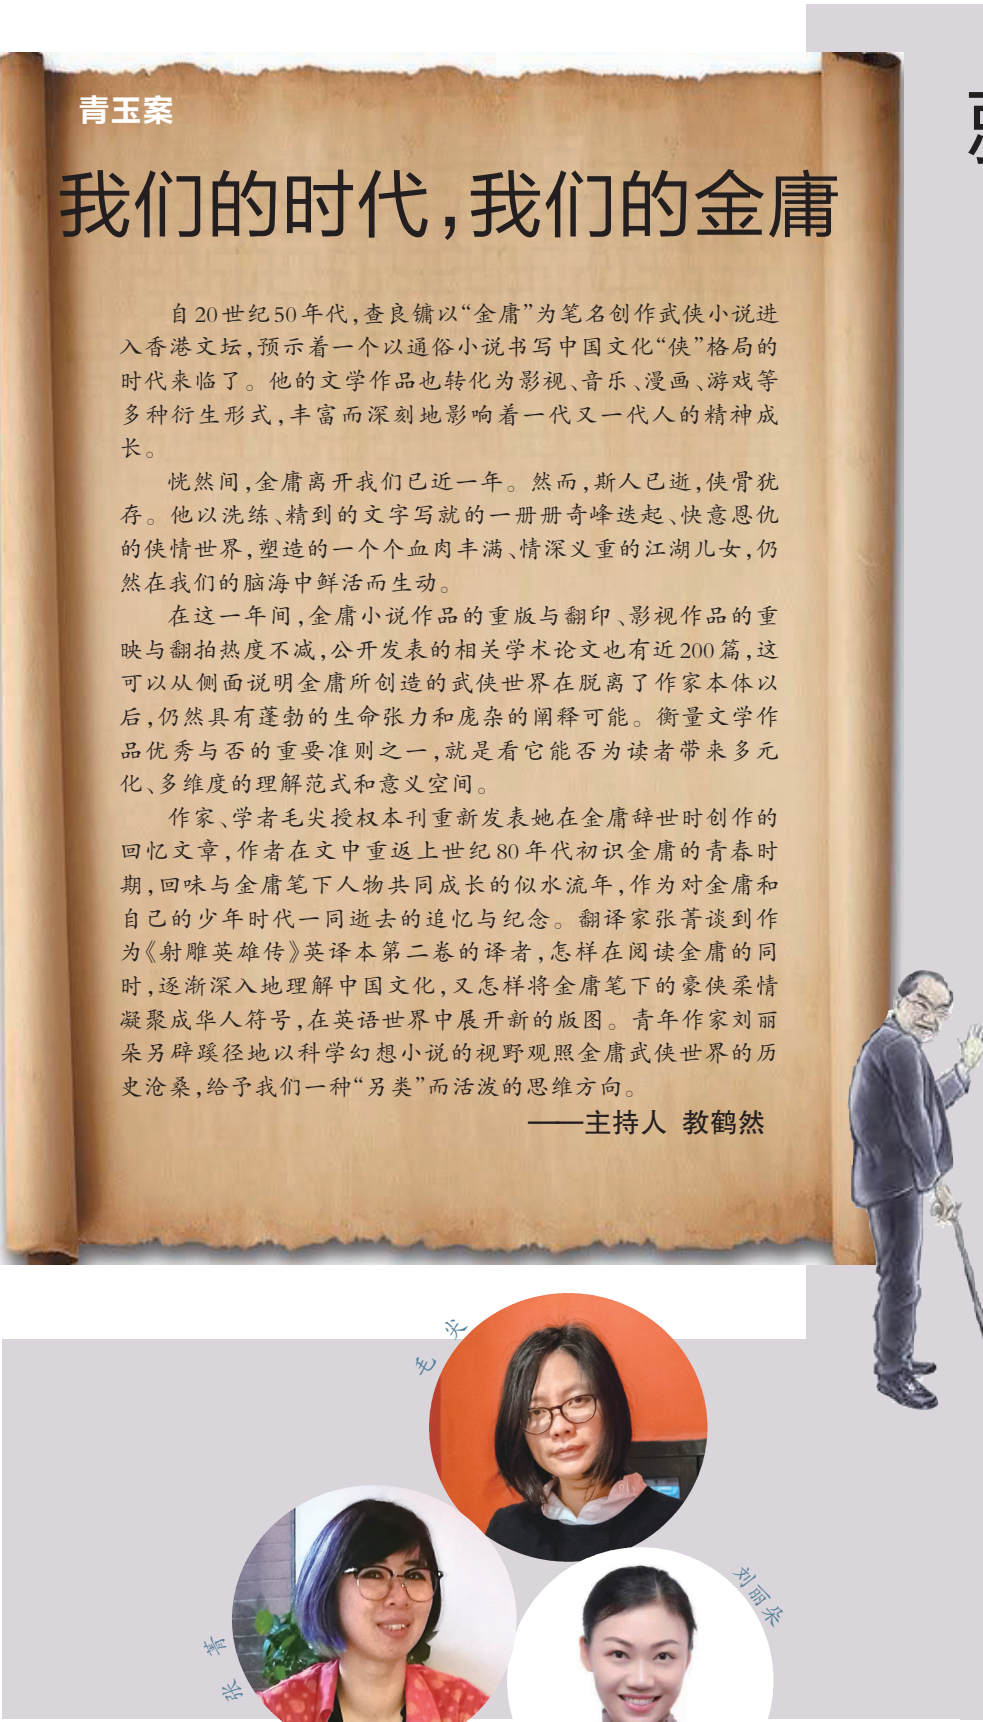 青玉案
我们的时代,我们的金庸
自20世纪50年代,查良镛以“金庸”为笔名创作武侠小说进
入香港文坛,预示着一个以通俗小说书写中国文化“侠”格局的
时代来临了。他的文学作品也转化为影视、音乐、漫画、游戏等
多种衍生形式,丰富而深刻地影响着一代又一代人的精神成
长。
恍然间,金庸离开我们已近一年。然而,斯人已逝,侠骨犹
存。他以洗练、精到的文字写就的一册册奇峰迭起、快意恩仇
的侠情世界,塑造的一个个血肉丰满、情深义重的江湖儿女,仍
然在我们的脑海中鲜活而生动。
在这一年间,金庸小说作品的重版与翻印、影视作品的重
映与翻拍热度不减,公开发表的相关学术论文也有近200篇,这
可以从侧面说明金庸所创造的武侠世界在脱离了作家本体以
后,仍然具有蓬勃的生命张力和庞杂的阐释可能。衡量文学作
品优秀与否的重要准则之一,就是看它能否为读者带来多元
化、多维度的理解范式和意义空间。
作家、学者毛尖授权本刊重新发表她在金庸辞世时创作的
回忆文章,作者在文中重返上世纪80年代初识金庸的青春时
期,回味与金庸笔下人物共同成长的似水流年,作为对金庸和
自己的少年时代一同逝去的追忆与纪念。翻译家张菁谈到作
为《射雕英雄传》英译本第二卷的译者,怎样在阅读金庸的同
时,逐渐深入地理解中国文化,又怎样将金庸笔下的豪侠柔情
凝聚成华人符号,在英语世界中展开新的版图。青年作家刘丽
朵另辟蹊径地以科学幻想小说的视野观照金庸武侠世界的历
史沧桑,给予我们一种“另类”而活泼的思维方向。
——主持人 教鹤然
毛尖
张菁
刘丽朵